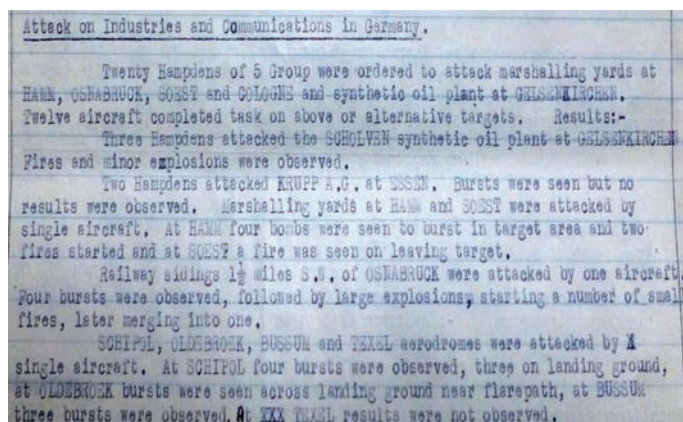 Attack on Industries and Communications in Germany.
Twenty Hampdens of 5 Group were ordered to attack marshalling yards at
HAMM, OSNABRUCK, SOEST and COLOGNE and synthetic oil plant at GELSENKIRCHEN.
Twelve aircraft completed task on above or alternative targets. Results:-
Three Hampdens attacked the SCHOLVEN synthetic oil plant at GELSENKIRCHEN
Fires and minor explosions were observed.
Two Hampdens attacked KRUPP A.G. at ESSEN. Bursts were seen but no
results were observed. Marshalling yards at HAMM and SOEST were attacked by
single aircraft. At HAMM four bombs were seen to burst in target area and two
fires started and at SOEST a fire was seen on leaving target.
Railway sidings 1½ miles S.W. of OSNABRUCK were attacked by one aircraft.
Four bursts were observed, followed by large explosions, starting a number of small
fires, later merging into one.
SCHIPOL, OLDEBROEK, BUSSUM and TEXEL aerodromes were attacked by X
single aircraft. At SCHIPOL four bursts were observed, three on landing ground,
at OLDEBROEK bursts were seen across landing ground near flarepath, at BUSSUM
three bursts were observed. At XXX TEXEL results were not observed.